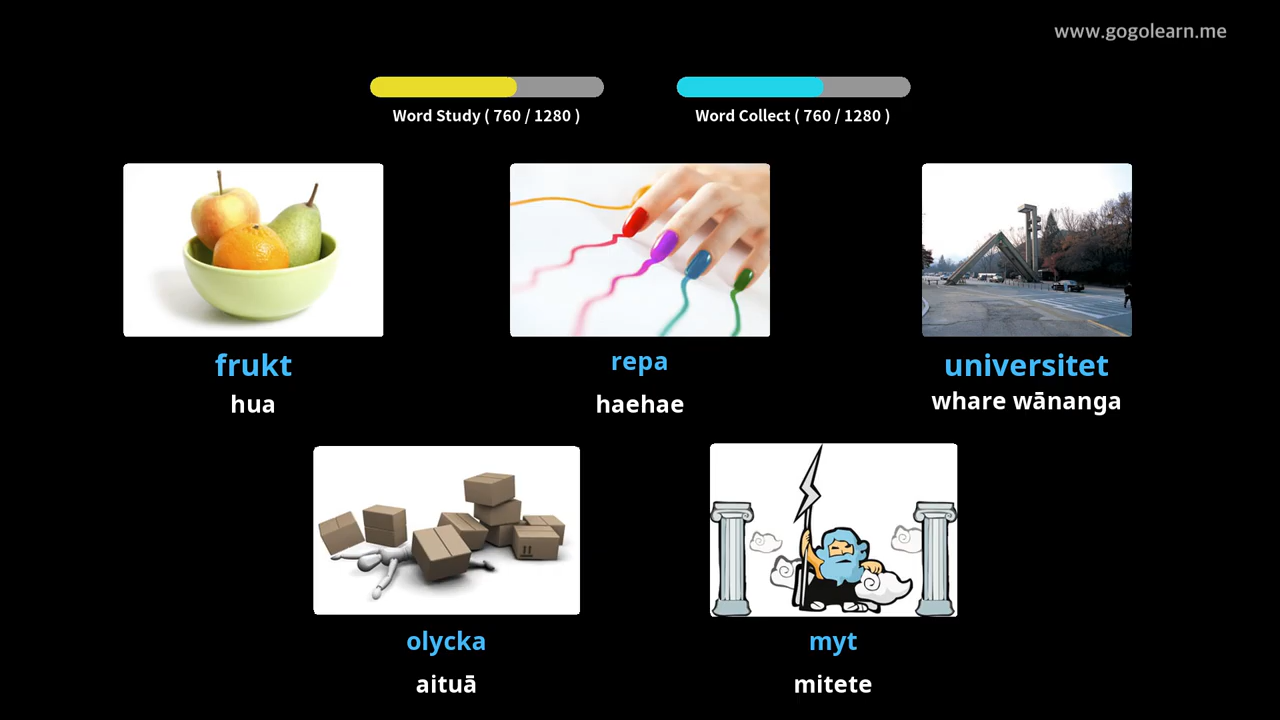 www.gogolearn.me
Word Study ( 760 / 1280 )
Word Collect ( 760 / 1280 )
frukt
hua
repa
haehae
universitet
whare wānanga
olycka
aituā
myt
mitete